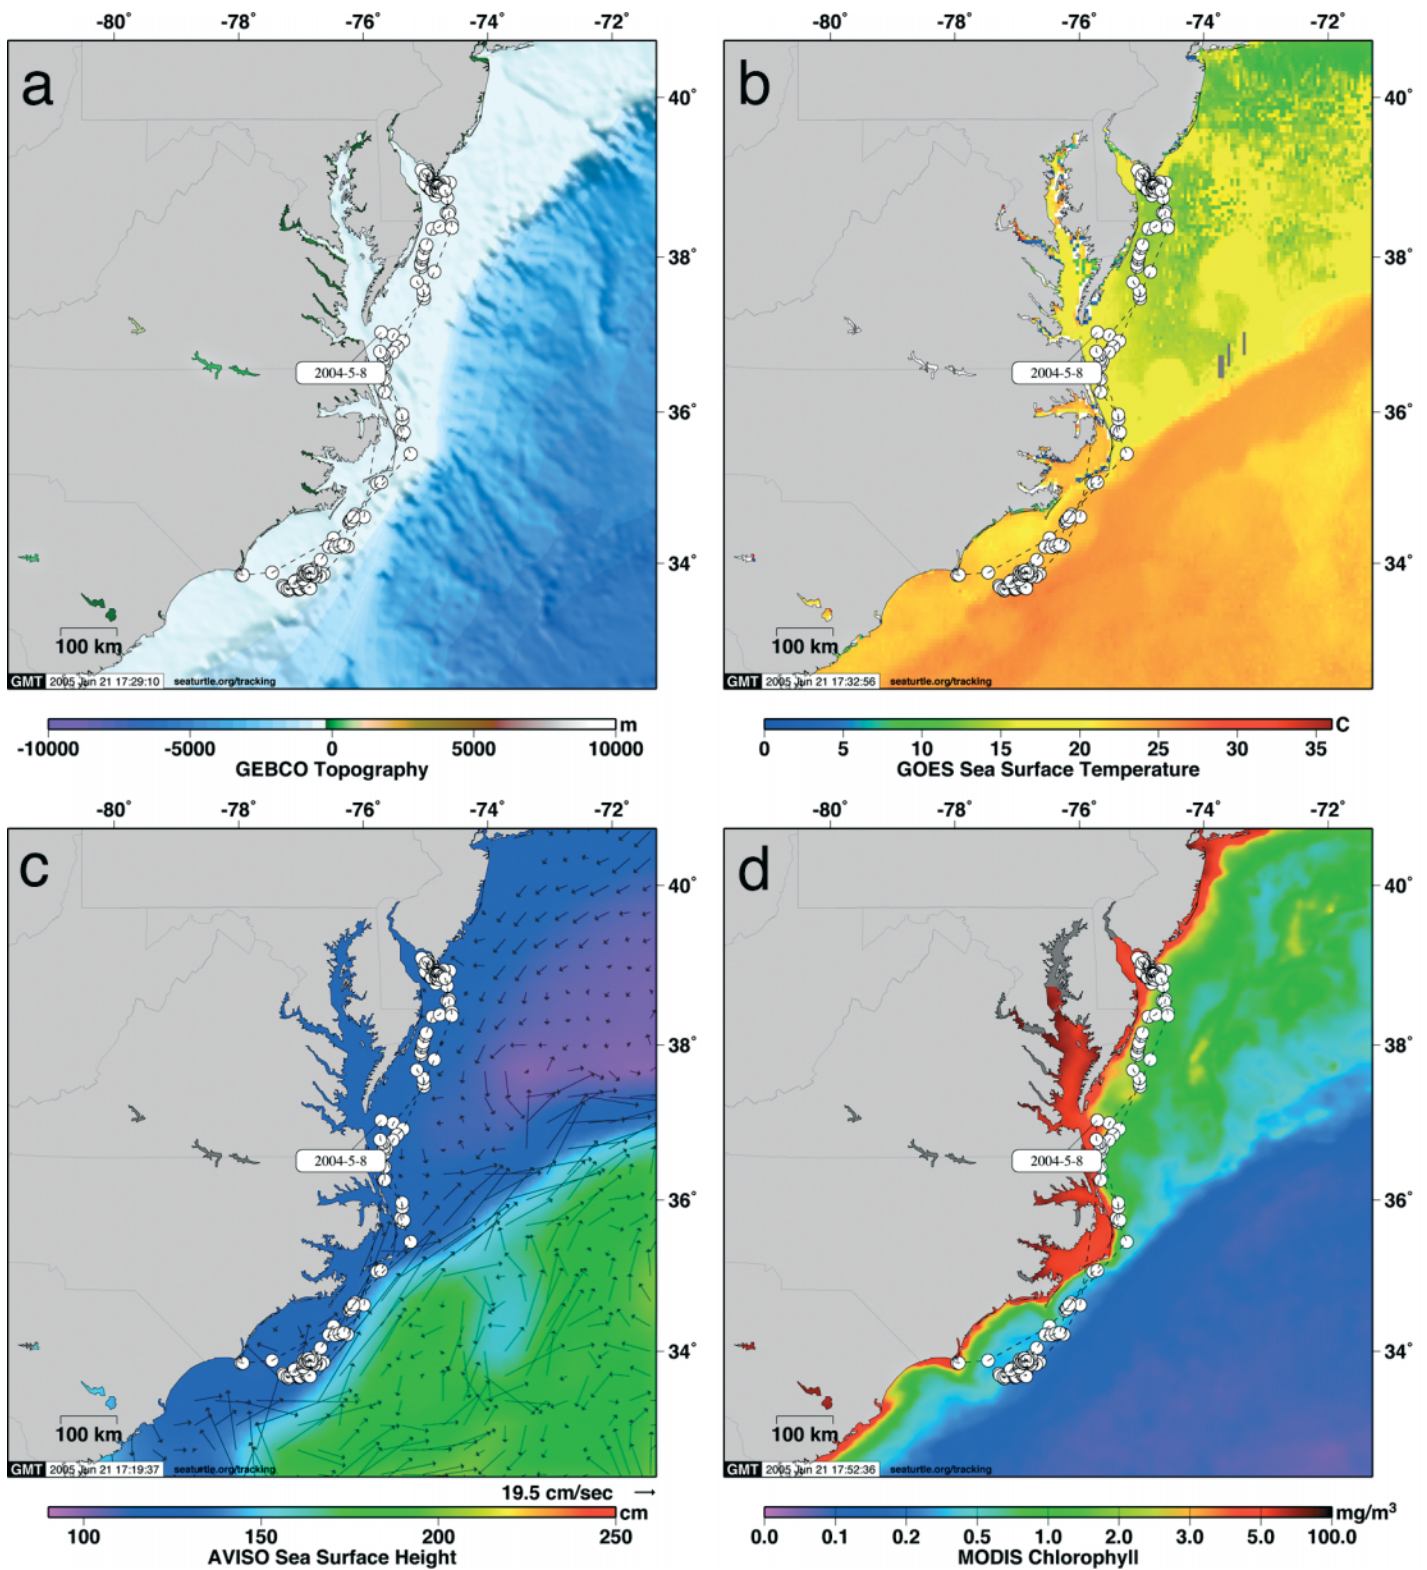 -80° -78° -76° -74° -72°
-80° -78° -76° -74° -72°
a
b
40°
40°
38°
38°
2004-5-8
2004-5-8
36°
36°
34°
34°
100 km
100 km
GMT 2005 Jun 21 17:29:10 seaturtle.org/tracking
GMT 2005 Jun 21 17:32:56 seaturtle.org/tracking
m
-10000 -5000 0 5000 10000
GEBCO Topography
C
0 5 10 15 20 25 30 35
GOES Sea Surface Temperature
-80° -78° -76° -74° -72°
-80° -78° -76° -74° -72°
c
d
40°
40°
38°
38°
2004-5-8
2004-5-8
36°
36°
34°
34°
100 km
100 km
GMT 2005 Jun 21 17:19:37 seaturtle.org/tracking
GMT 2005 Jun 21 17:52:36 seaturtle.org/tracking
19.5 cm/sec
cm
100 150 200 250
AVISO Sea Surface Height
mg/m³
0.0 0.1 0.2 0.5 1.0 2.0 3.0 5.0 100.0
MODIS Chlorophyll